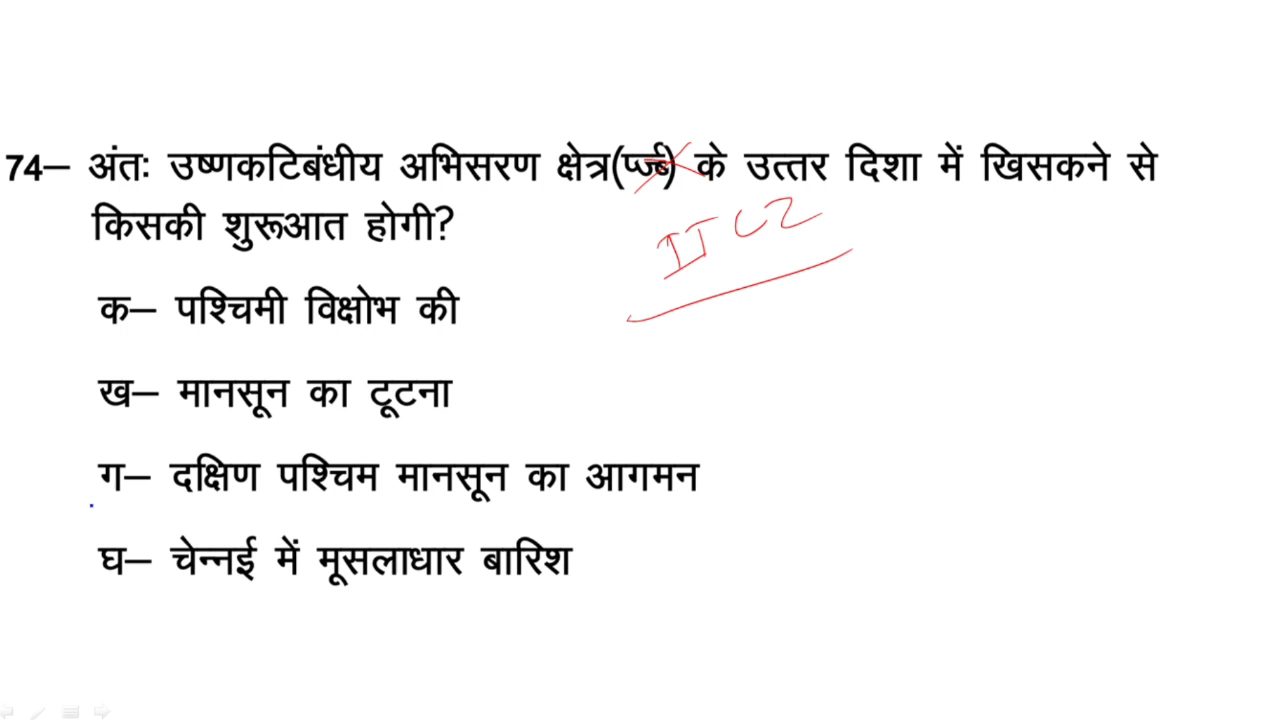 74– अंतः उष्णकटिबंधीय अभिसरण क्षेत्र() के उत्तर दिशा में खिसकने से
किसकी शुरूआत होगी?
ITCZ
क– पश्चिमी विक्षोभ की
ख– मानसून का टूटना
ग– दक्षिण पश्चिम मानसून का आगमन
घ– चेन्नई में मूसलाधार बारिश